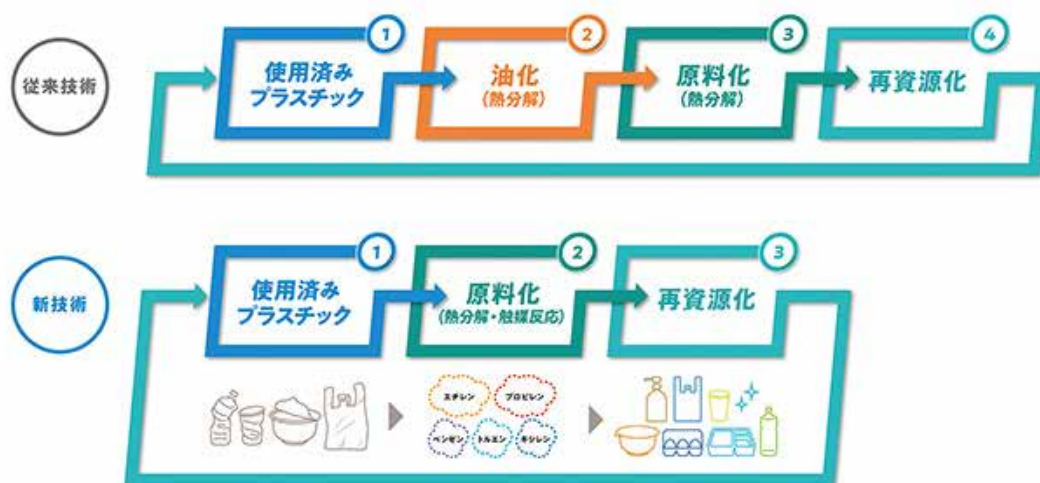 従来技術
1
使用済み
プラスチック
2
油化
(熱分解)
3
原料化
(熱分解)
4
再資源化
新技術
1
使用済み
プラスチック
2
原料化
(熱分解・触媒反応)
3
再資源化
エチレン
プロピレン
ベンゼン
トルエン
キシレン